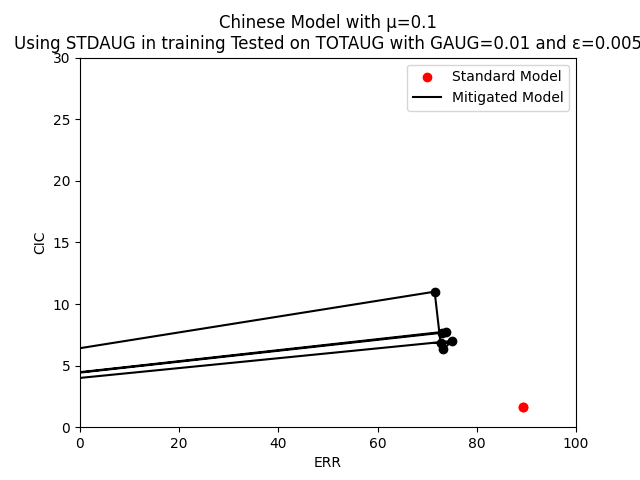 Chinese Model with μ=0.1
Using STDAUG in training Tested on TOTAUG with GAUG=0.01 and ε=0.005
Standard Model
Mitigated Model
30
25
20
15
10
5
0
CIC
0 20 40 60 80 100
ERR